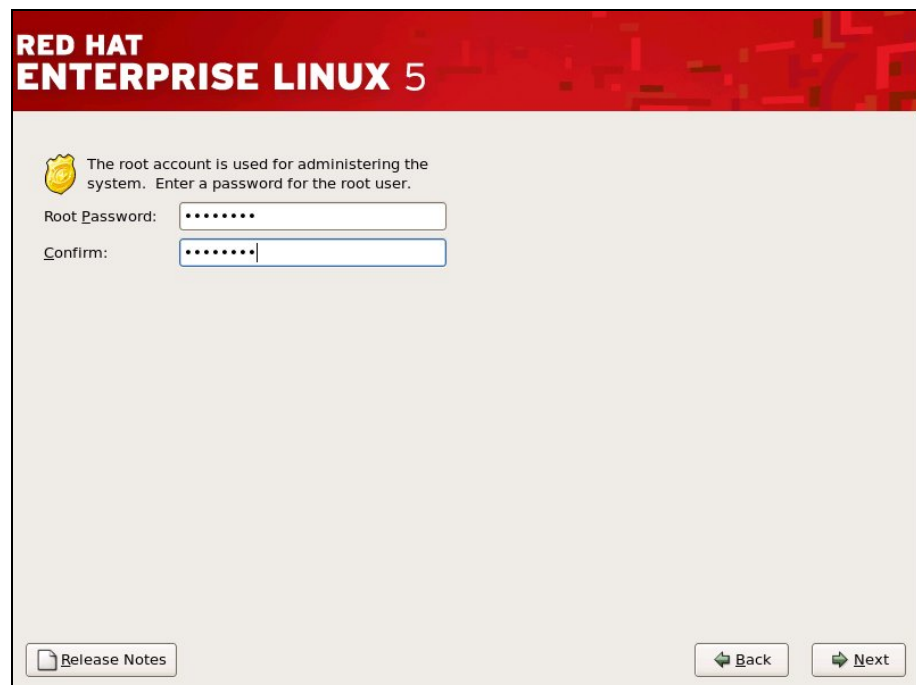 RED HAT
ENTERPRISE LINUX 5
The root account is used for administering the
system. Enter a password for the root user.
Root Password: ••••••••
Confirm: ••••••••
Release Notes
Back
Next